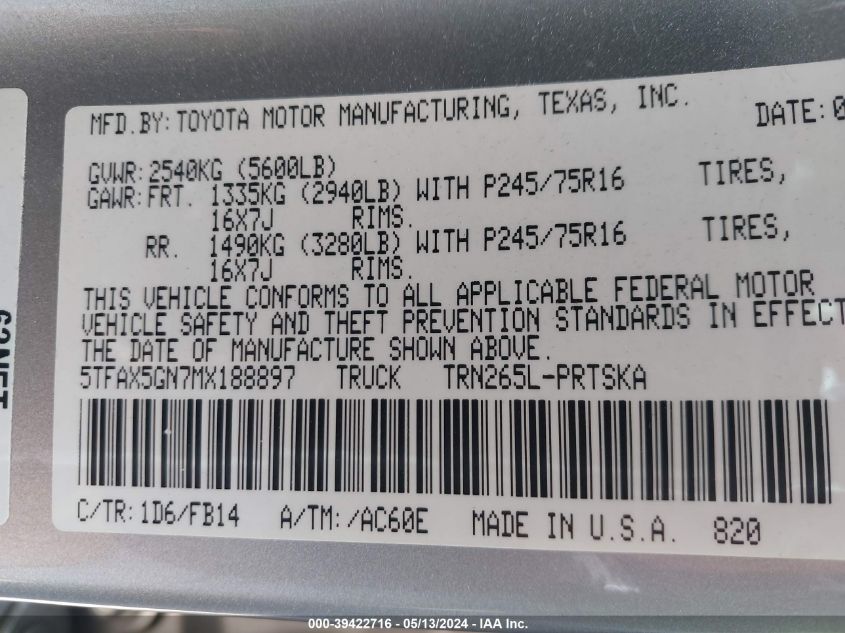 MFD.BY: TOYOTA MOTOR MANUFACTURING, TEXAS, INC.
DATE:0
GVWR: 2540KG (5600LB)
GAWR: FRT. 1335KG (2940LB) WITH P245/75R16 TIRES,
16X7J RIMS.
RR. 1490KG (3280LB) WITH P245/75R16 TIRES,
16X7J RIMS.
THIS VEHICLE CONFORMS TO ALL APPLICABLE FEDERAL MOTOR
VEHICLE SAFETY AND THEFT PREVENTION STANDARDS IN EFFECT
THE DATE OF MANUFACTURE SHOWN ABOVE.
5TFAX5GN7MX188897 TRUCK TRN265L-PRTSKA
C/TR: 1D6/FB14 A/TM: /AC60E MADE IN U.S.A. 820
000-39422716 - 05/13/2024 - IAA Inc.